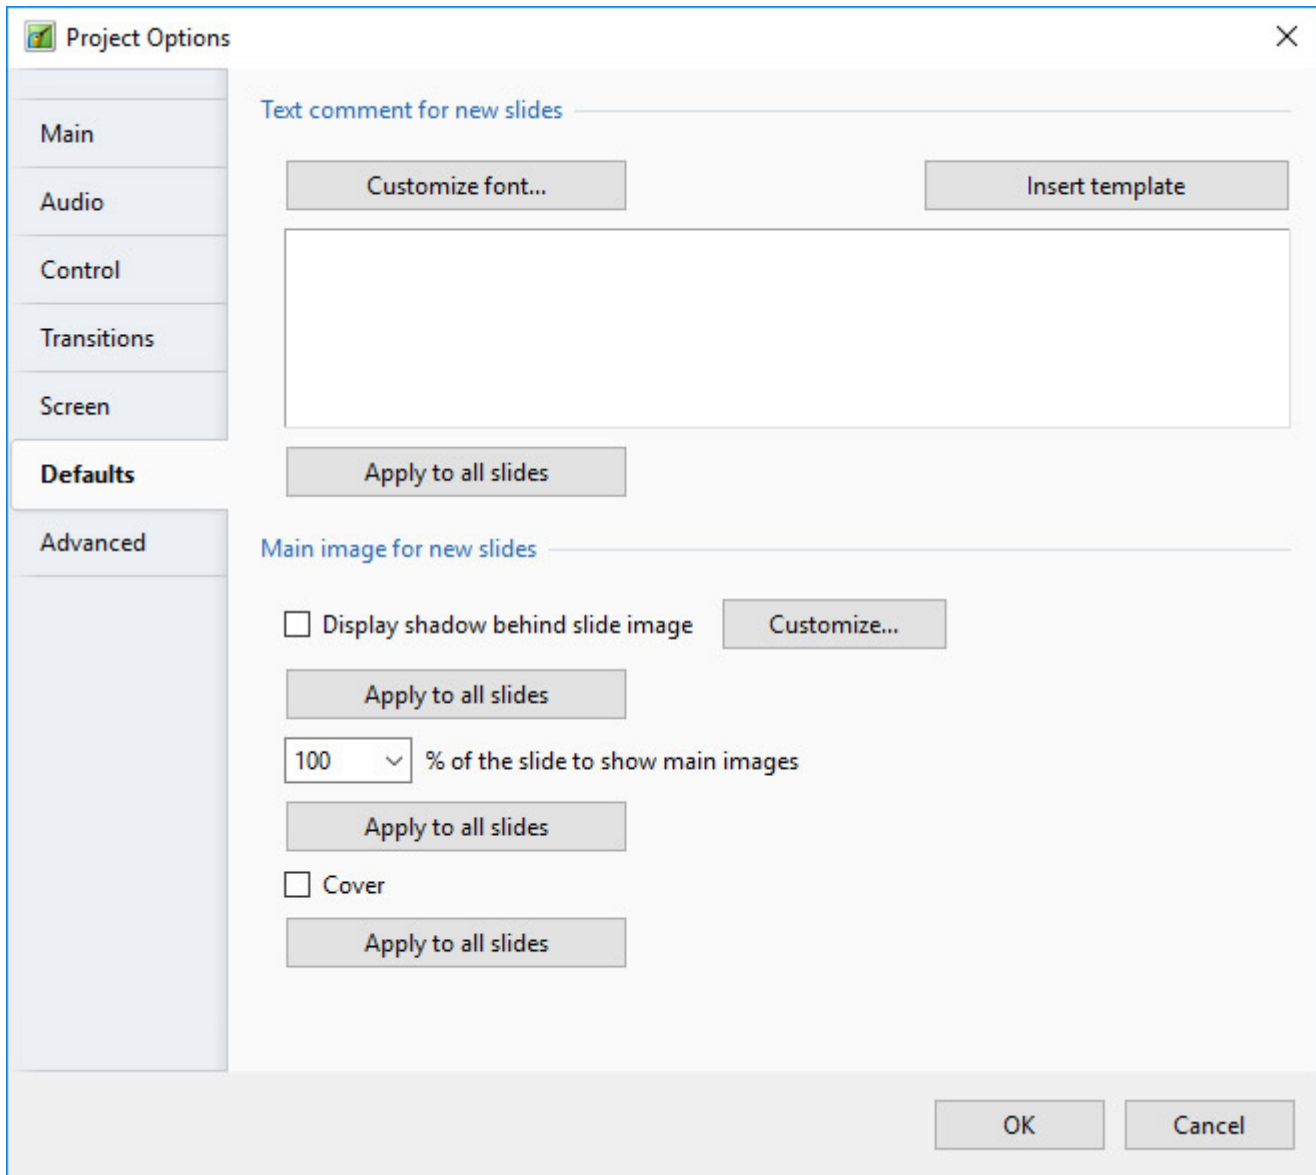 Project Options
Main
Audio
Control
Transitions
Screen
Defaults
Advanced
Text comment for new slides
Customize font...
Insert template
Apply to all slides
Main image for new slides
Display shadow behind slide image
Customize...
Apply to all slides
100
% of the slide to show main images
Apply to all slides
Cover
Apply to all slides
OK
Cancel